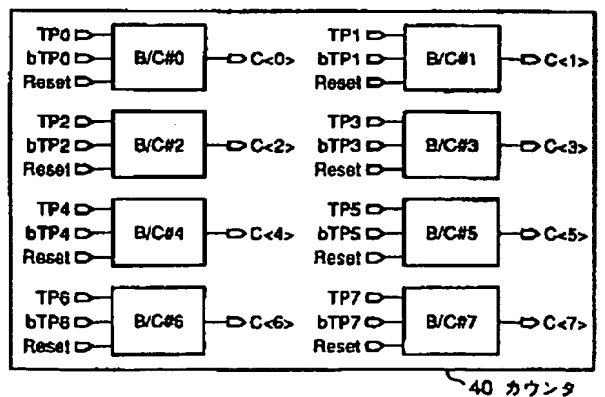 TP0 B/C#0 C<0> TP1 B/C#1 C<1>
bTP0 bTP1
Reset Reset
TP2 B/C#2 C<2> TP3 B/C#3 C<3>
bTP2 bTP3
Reset Reset
TP4 B/C#4 C<4> TP5 B/C#5 C<5>
bTP4 bTP5
Reset Reset
TP6 B/C#6 C<6> TP7 B/C#7 C<7>
bTP6 bTP7
Reset Reset
40 カウンタ